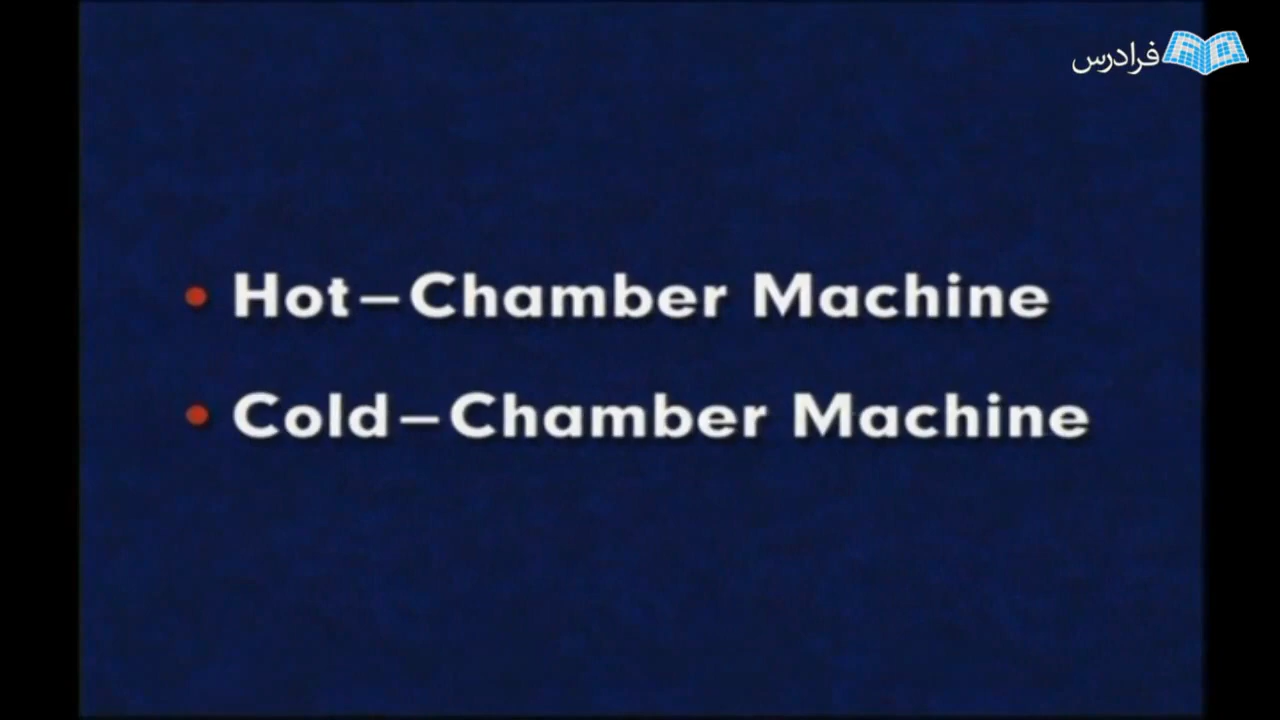 فرادرس
• Hot–Chamber Machine
• Cold–Chamber Machine